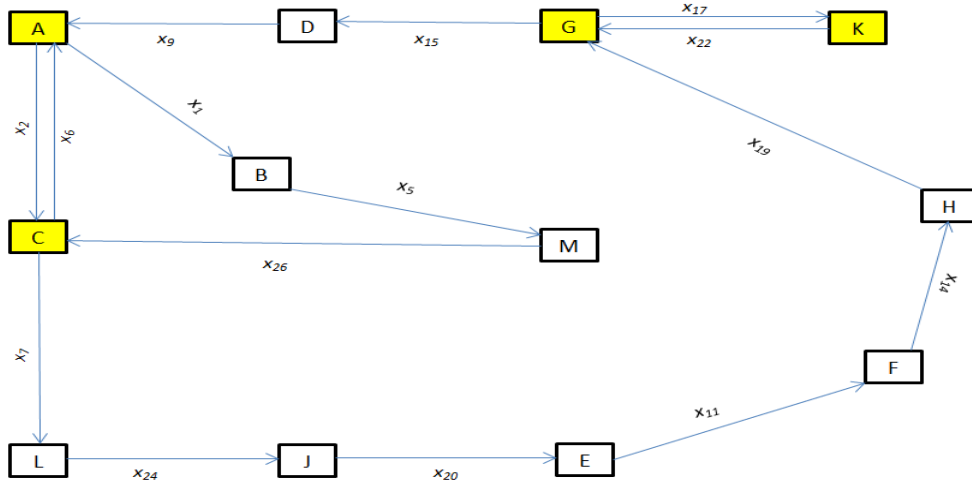 A
x₉
D
x₁₅
G
x₁₇
x₂₂
K
x₂
x₆
x₁
B
x₅
x₁₉
H
C
x₂₆
M
x₁₄
x₇
F
x₁₁
L
x₂₄
J
x₂₀
E